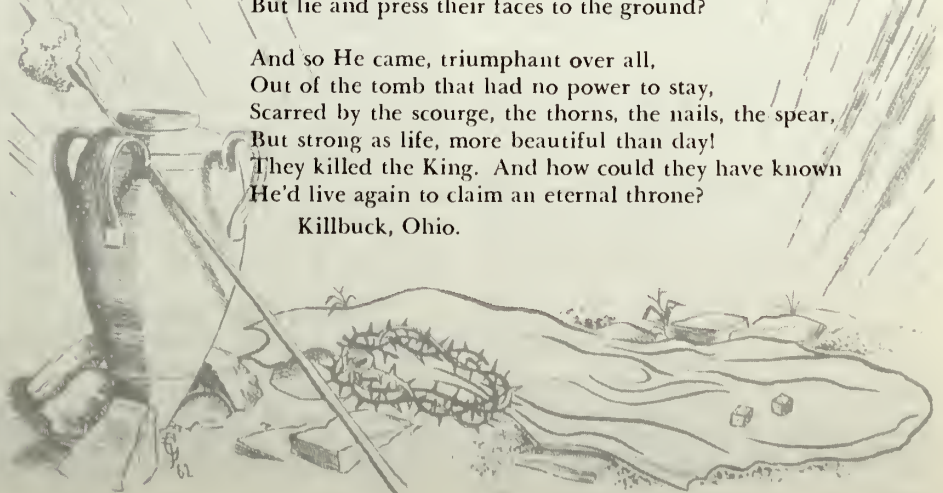 But lie and press their faces to the ground?
And so He came, triumphant over all,
Out of the tomb that had no power to stay,
Scarred by the scourge, the thorns, the nails, the spear,
But strong as life, more beautiful than day!
They killed the King. And how could they have known
He'd live again to claim an eternal throne?
Killbuck, Ohio.
62